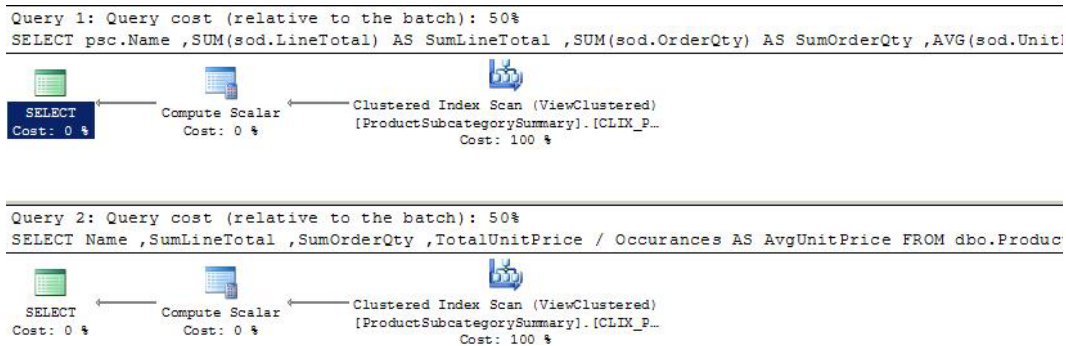 Query 1: Query cost (relative to the batch): 50%
SELECT psc.Name ,SUM(sod.LineTotal) AS SumLineTotal ,SUM(sod.OrderQty) AS SumOrderQty ,AVG(sod.Unit
SELECT
Cost: 0 %
Compute Scalar
Cost: 0 %
Clustered Index Scan (ViewClustered)
[ProductSubcategorySummary].[CLIX_P…
Cost: 100 %
Query 2: Query cost (relative to the batch): 50%
SELECT Name ,SumLineTotal ,SumOrderQty ,TotalUnitPrice / Occurances AS AvgUnitPrice FROM dbo.Produc
SELECT
Cost: 0 %
Compute Scalar
Cost: 0 %
Clustered Index Scan (ViewClustered)
[ProductSubcategorySummary].[CLIX_P…
Cost: 100 %